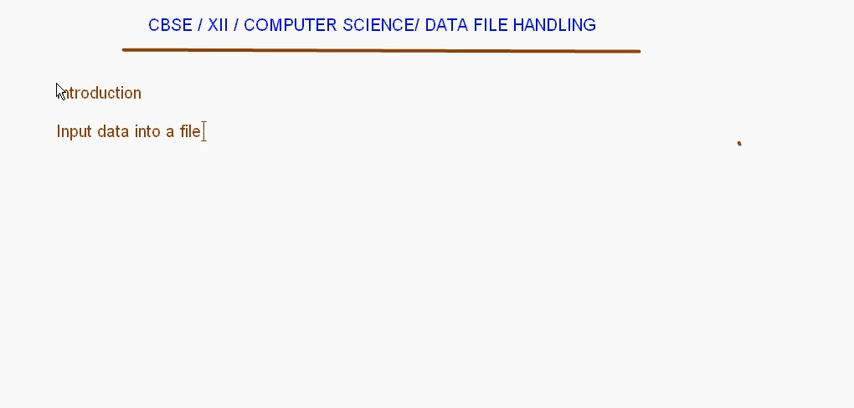 CBSE / XII / COMPUTER SCIENCE/ DATA FILE HANDLING
Introduction
Input data into a file